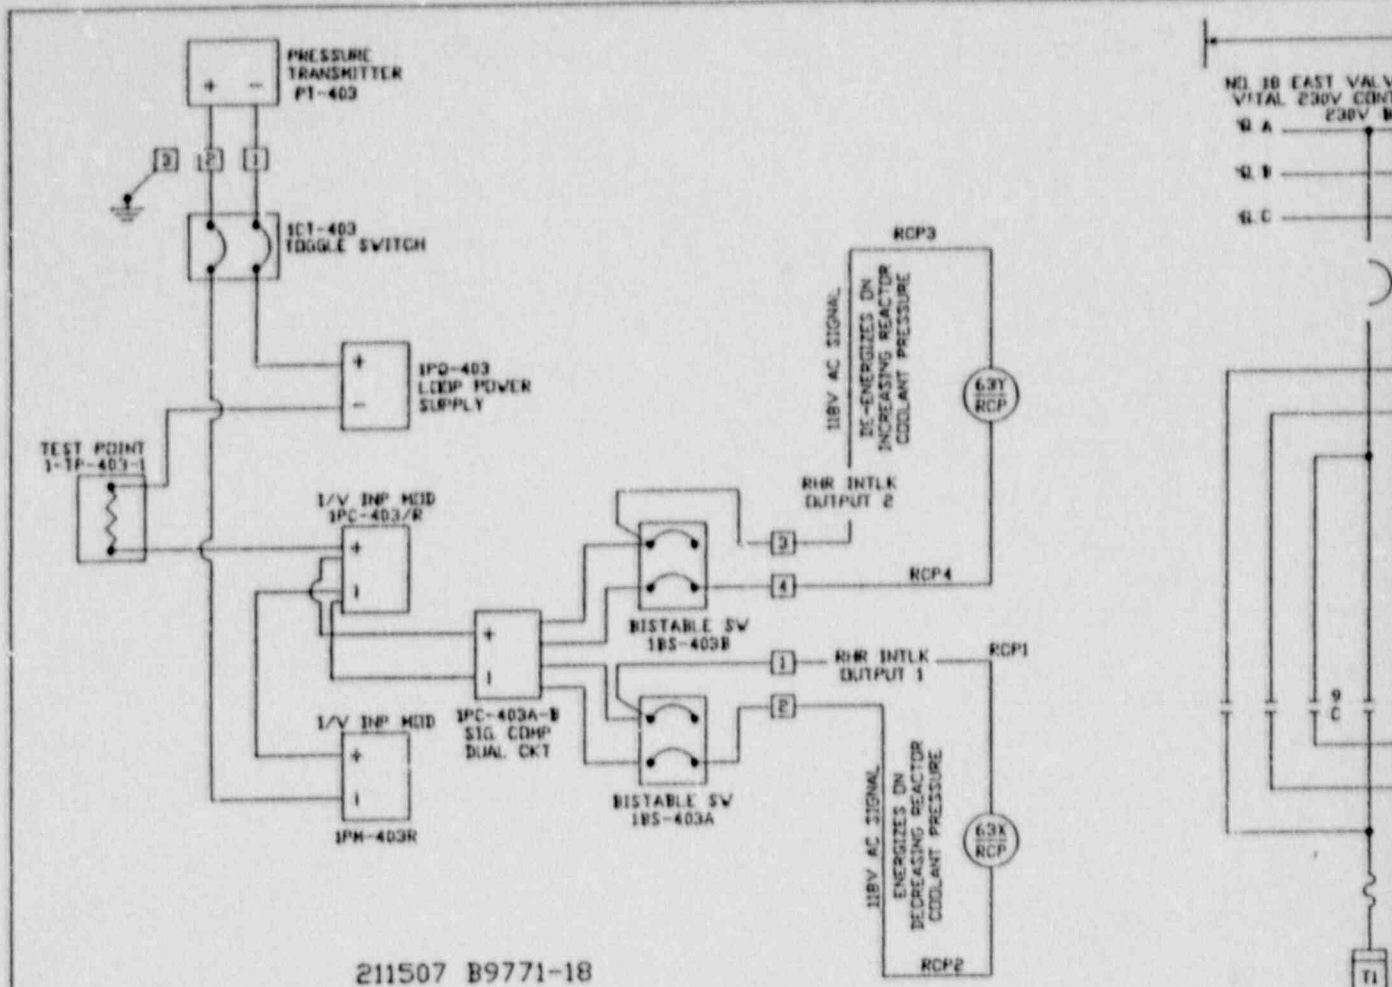 PRESSURE
TRANSMITTER
PT-403
+ -
3 2 1
1CT-403
TOGGLE SWITCH
+
-
1PQ-403
LOOP POWER
SUPPLY
TEST POINT
1-TP-403-1
I/V INP MOD
1PC-403/R
+
-
I/V INP MOD
+
-
1PM-403R
+
-
1PC-403A-B
SIG. COMP
DUAL CKT
BISTABLE SW
1BS-403B
BISTABLE SW
1BS-403A
3
4
1
2
RCP3
118V AC SIGNAL
DE-ENERGIZES ON
INCREASING REACTOR
COOLANT PRESSURE
RHR INTLK
OUTPUT 2
63Y
RCP
RCP4
RHR INTLK
OUTPUT 1
RCP1
118V AC SIGNAL
ENERGIZES ON
DECREASING REACTOR
COOLANT PRESSURE
63X
RCP
RCP2
211507 B9771-18
EAST VALV
VITAL 230V CONT
230V B
A
B
C
9
C
T1